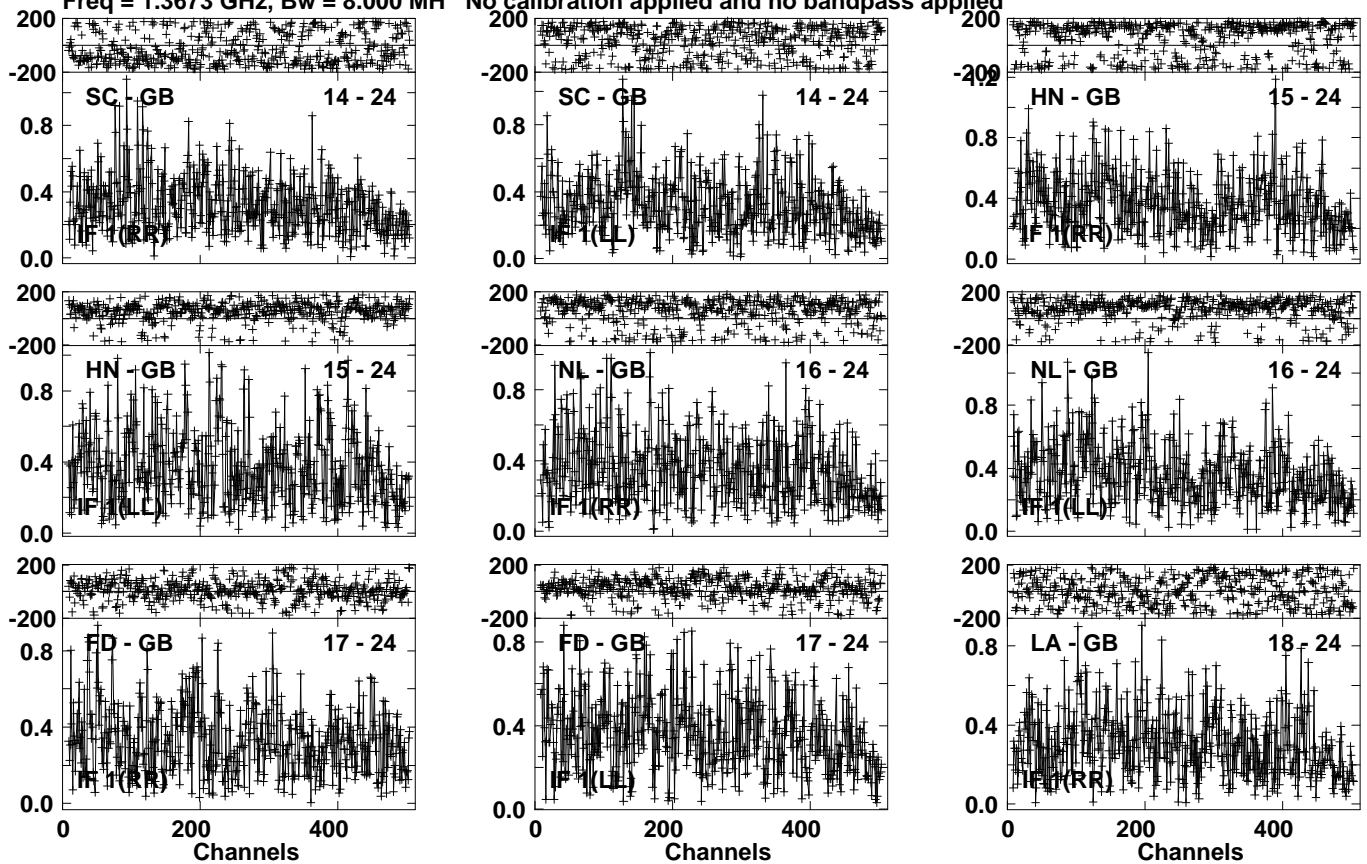 Freq = 1.3673 GHz, Bw = 8.000 MH No calibration applied and no bandpass applied
200
-200
SC - GB 14 - 24
0.8
0.4
IF 1(RR)
0.0
200
-200
SC - GB 14 - 24
0.8
0.4
IF 1(LL)
0.0
200
-200
1.2
HN - GB 15 - 24
0.8
0.4
IF 1(RR)
0.0
200
-200
HN - GB 15 - 24
0.8
0.4
IF 1(LL)
0.0
200
-200
NL - GB 16 - 24
0.8
0.4
IF 1(RR)
0.0
200
-200
NL - GB 16 - 24
0.8
0.4
IF 1(LL)
0.0
200
-200
FD - GB 17 - 24
0.8
0.4
IF 1(RR)
0.0
0 200 400
Channels
200
-200
FD - GB 17 - 24
0.8
0.4
IF 1(LL)
0.0
0 200 400
Channels
200
-200
LA - GB 18 - 24
0.8
0.4
IF 1(RR)
0.0
0 200 400
Channels